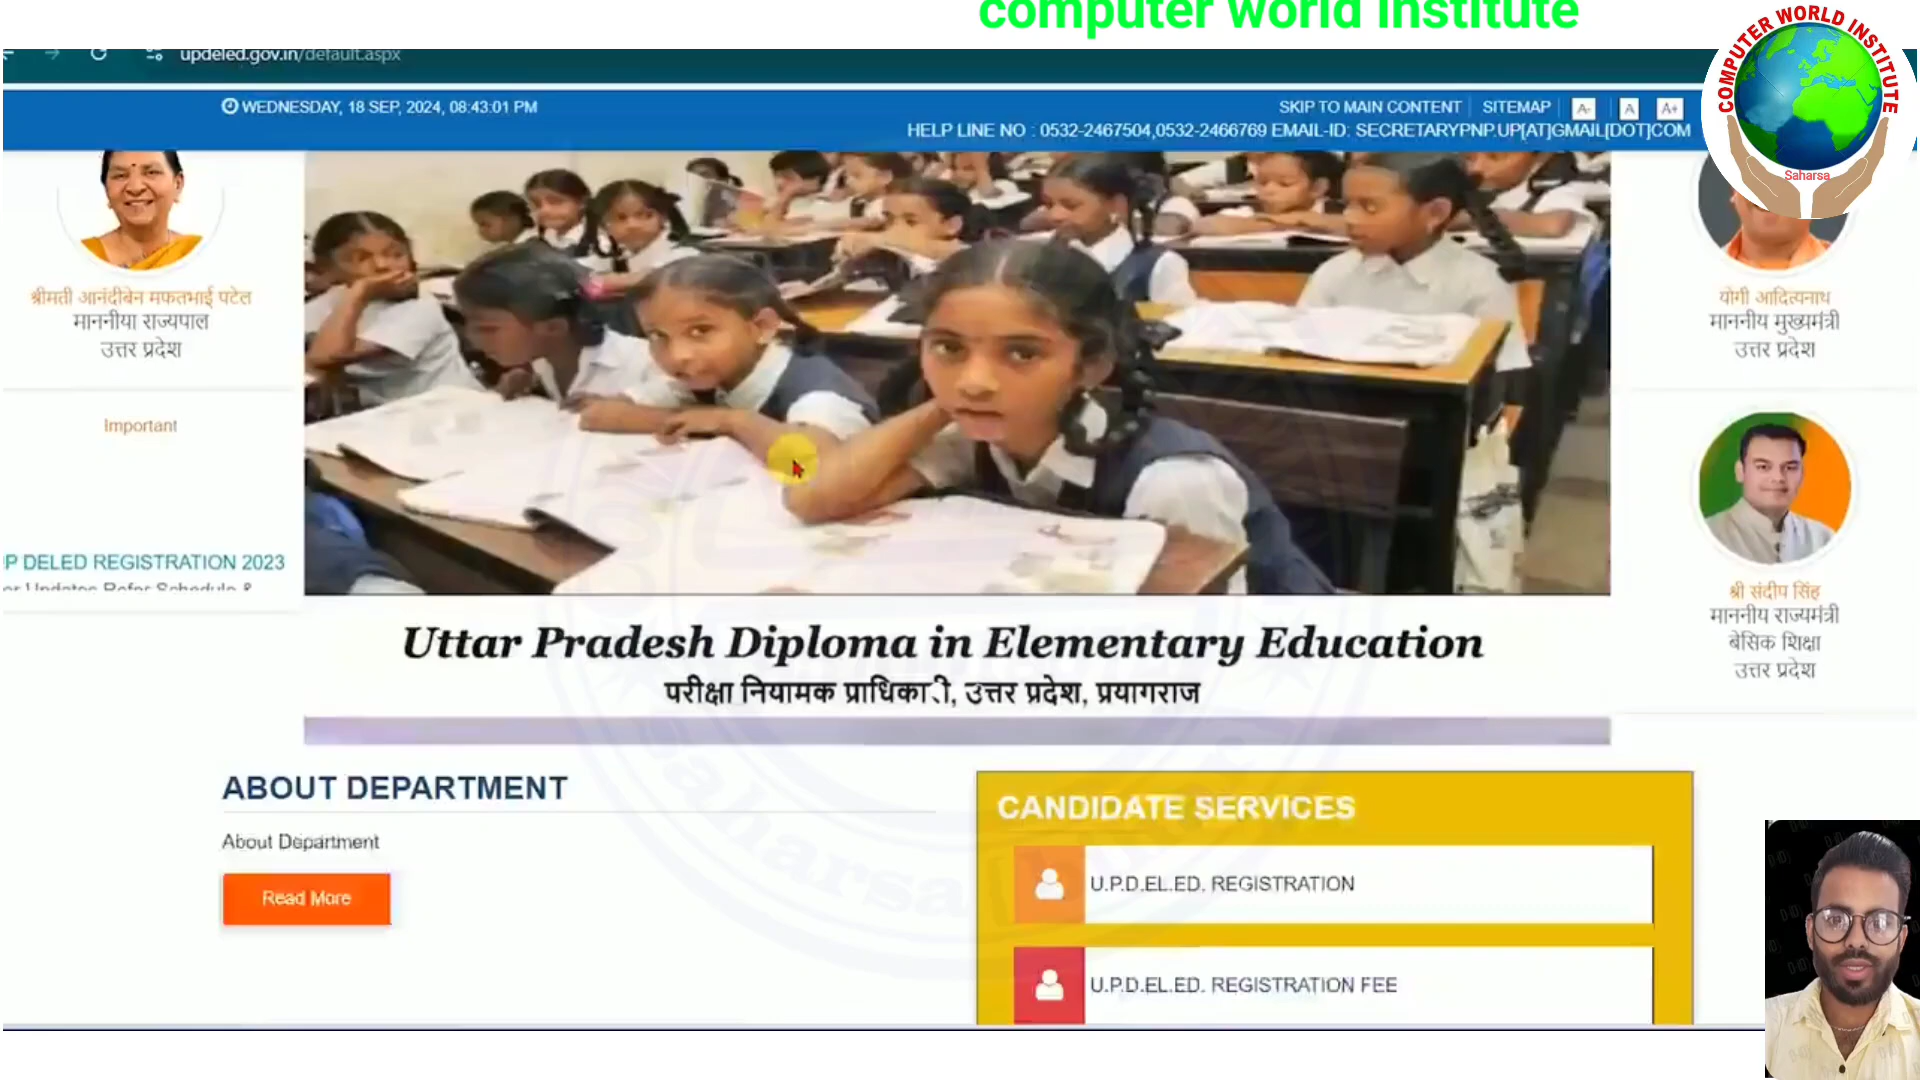 computer world institute
COMPUTER WORLD INSTITUTE
Saharsa
updeled.gov.in/default.aspx
WEDNESDAY, 18 SEP, 2024, 08:43:01 PM
SKIP TO MAIN CONTENT SITEMAP A- A A+
HELP LINE NO : 0532-2467504,0532-2466769 EMAIL-ID: SECRETARYPNP.UP[AT]GMAIL[DOT]COM
श्रीमती आनंदीबेन मफतभाई पटेल
माननीया राज्यपाल
उत्तर प्रदेश
योगी आदित्यनाथ
माननीय मुख्यमंत्री
उत्तर प्रदेश
Important
P DELED REGISTRATION 2023
or Updates Refer Schedule &
श्री संदीप सिंह
माननीय राज्यमंत्री
बेसिक शिक्षा
उत्तर प्रदेश
Uttar Pradesh Diploma in Elementary Education
परीक्षा नियामक प्राधिकारी, उत्तर प्रदेश, प्रयागराज
ABOUT DEPARTMENT
About Department
Read More
CANDIDATE SERVICES
U.P.D.EL.ED. REGISTRATION
U.P.D.EL.ED. REGISTRATION FEE